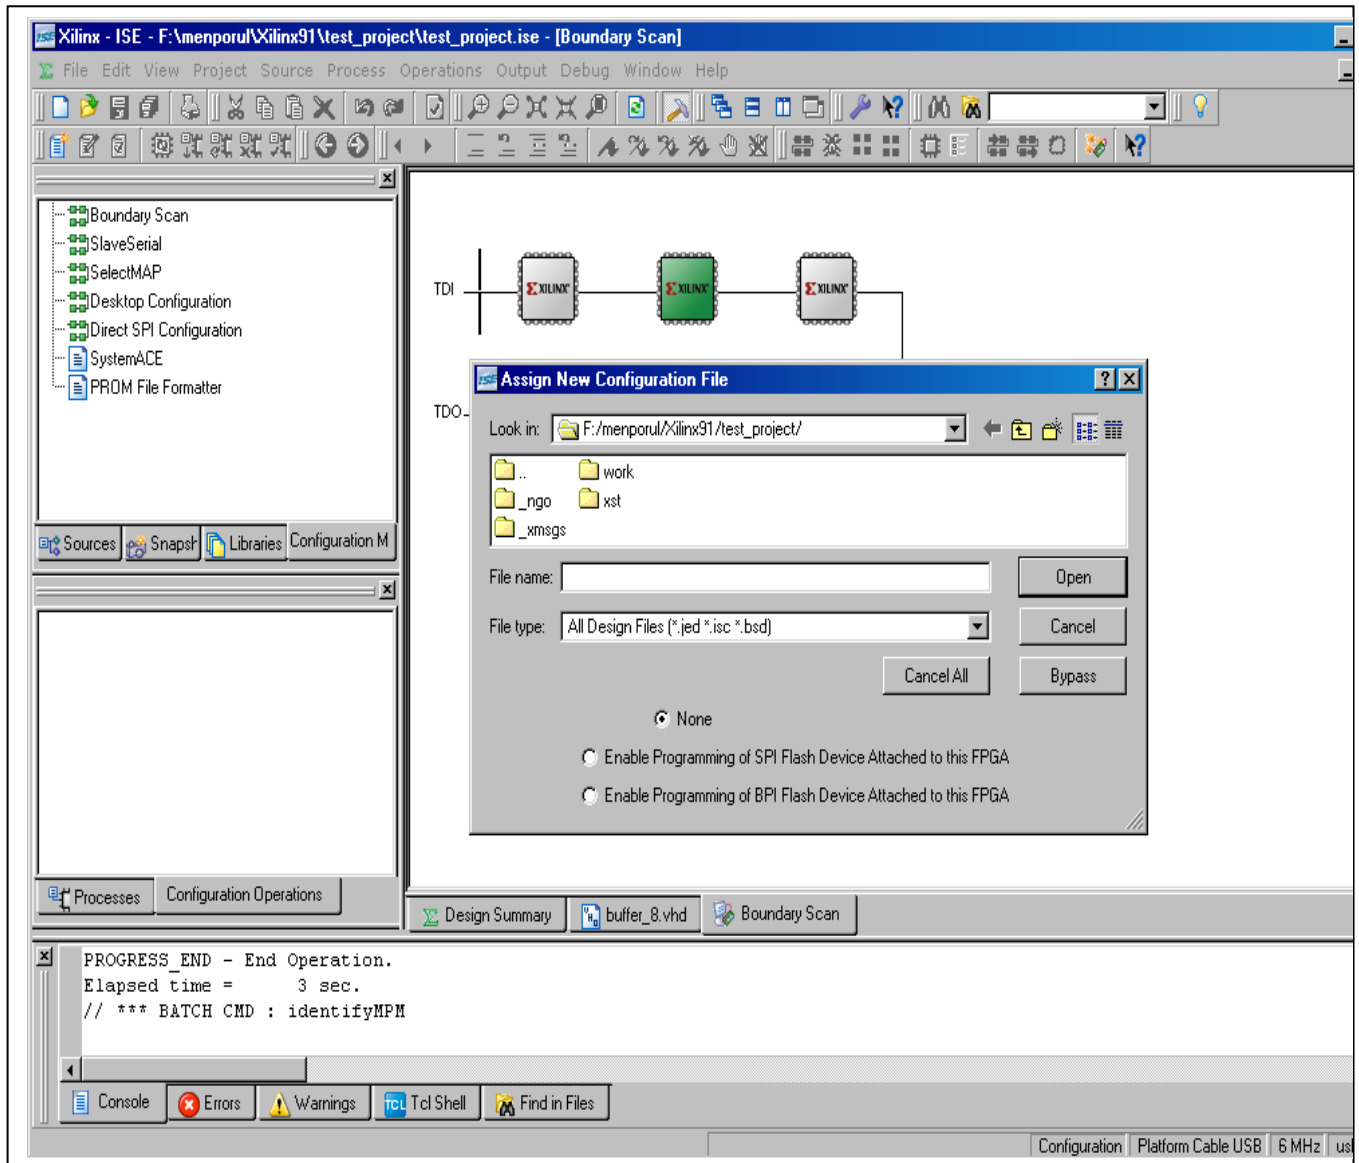 Xilinx - ISE - F:\menporul\Xilinx91\test_project\test_project.ise - [Boundary Scan]
File Edit View Project Source Process Operations Output Debug Window Help
Boundary Scan
SlaveSerial
SelectMAP
Desktop Configuration
Direct SPI Configuration
SystemACE
PROM File Formatter
Sources Snapsh Libraries Configuration M
Processes Configuration Operations
TDI
XILINX XILINX XILINX
TDO
Assign New Configuration File
Look in: F:/menporul/Xilinx91/test_project/
.. work
_ngo xst
_xmsgs
File name: Open
File type: All Design Files (*.jed *.isc *.bsd) Cancel
Cancel All Bypass
None
Enable Programming of SPI Flash Device Attached to this FPGA
Enable Programming of BPI Flash Device Attached to this FPGA
Design Summary buffer_8.vhd Boundary Scan
PROGRESS_END - End Operation.
Elapsed time = 3 sec.
// *** BATCH CMD : identifyMPM
Console Errors Warnings TCL Tcl Shell Find in Files
Configuration Platform Cable USB 6 MHz usl